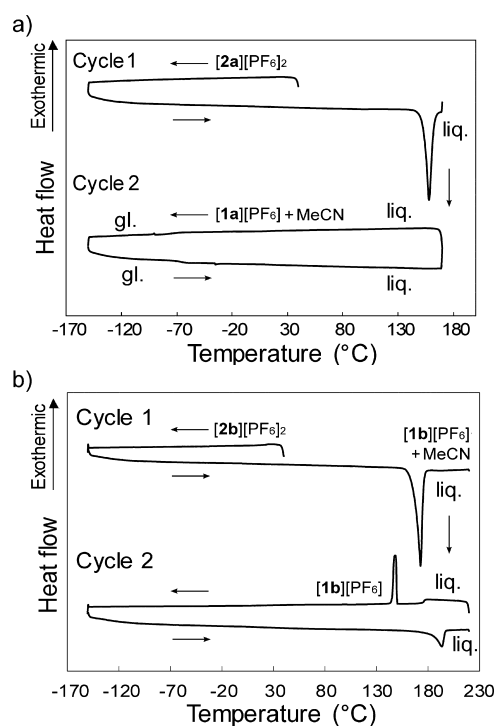 a)
Exothermic
Heat flow
Cycle 1
[2a][PF6]2
liq.
Cycle 2
gl.
[1a][PF6] + MeCN
liq.
gl.
liq.
-170 -120 -70 -20 30 80 130 180
Temperature (°C)
b)
Exothermic
Heat flow
Cycle 1
[2b][PF6]2
[1b][PF6]
+ MeCN
liq.
Cycle 2
[1b][PF6]
liq.
liq.
-170 -120 -70 -20 30 80 130 180 230
Temperature (°C)